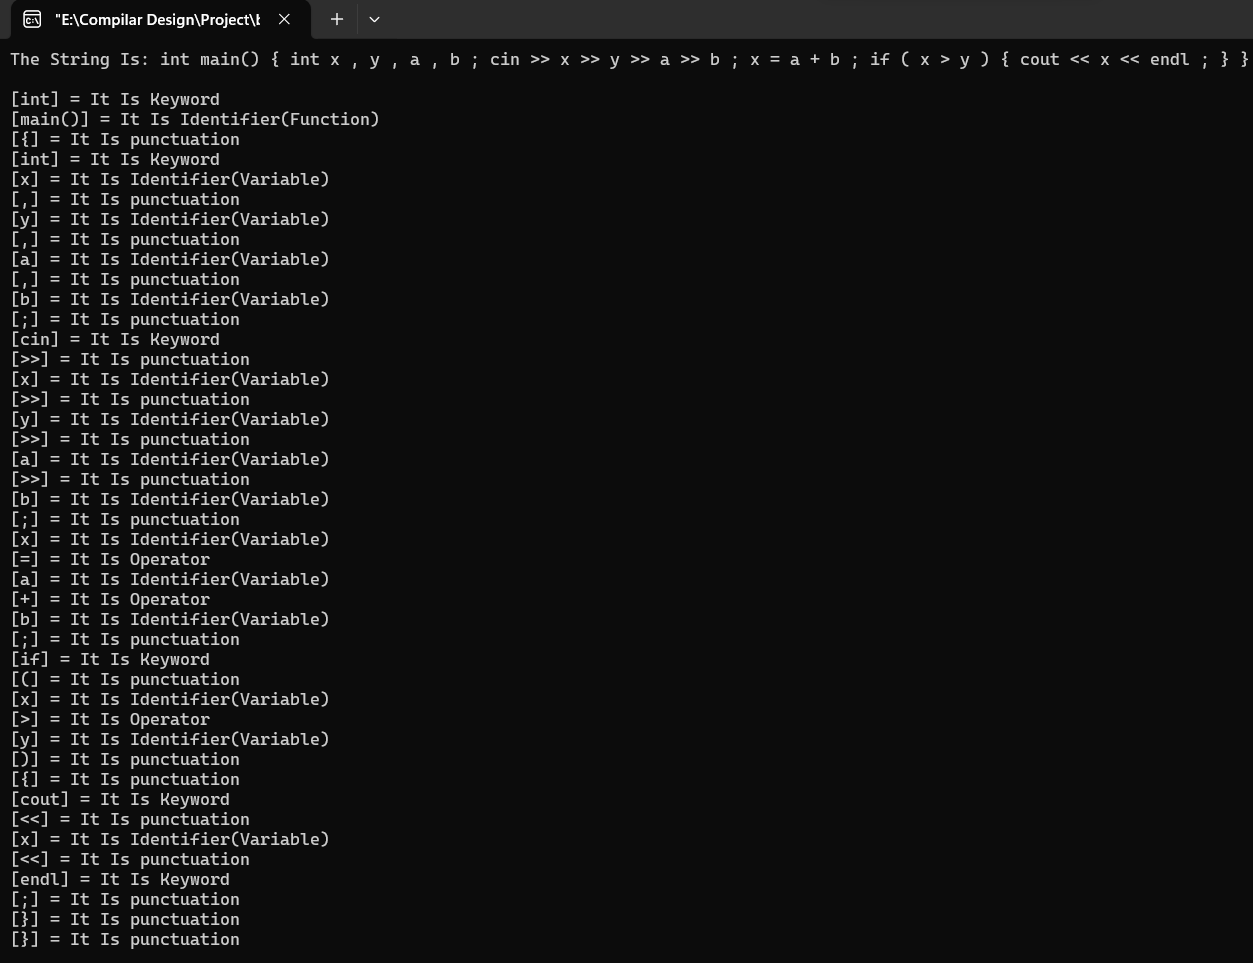 "E:\Compilar Design\Project\b
The String Is: int main() { int x , y , a , b ; cin >> x >> y >> a >> b ; x = a + b ; if ( x > y ) { cout << x << endl ; } }
[int] = It Is Keyword
[main()] = It Is Identifier(Function)
[{] = It Is punctuation
[int] = It Is Keyword
[x] = It Is Identifier(Variable)
[,] = It Is punctuation
[y] = It Is Identifier(Variable)
[,] = It Is punctuation
[a] = It Is Identifier(Variable)
[,] = It Is punctuation
[b] = It Is Identifier(Variable)
[;] = It Is punctuation
[cin] = It Is Keyword
[>>] = It Is punctuation
[x] = It Is Identifier(Variable)
[>>] = It Is punctuation
[y] = It Is Identifier(Variable)
[>>] = It Is punctuation
[a] = It Is Identifier(Variable)
[>>] = It Is punctuation
[b] = It Is Identifier(Variable)
[;] = It Is punctuation
[x] = It Is Identifier(Variable)
[=] = It Is Operator
[a] = It Is Identifier(Variable)
[+] = It Is Operator
[b] = It Is Identifier(Variable)
[;] = It Is punctuation
[if] = It Is Keyword
[(] = It Is punctuation
[x] = It Is Identifier(Variable)
[>] = It Is Operator
[y] = It Is Identifier(Variable)
[)] = It Is punctuation
[{] = It Is punctuation
[cout] = It Is Keyword
[<<] = It Is punctuation
[x] = It Is Identifier(Variable)
[<<] = It Is punctuation
[endl] = It Is Keyword
[;] = It Is punctuation
[}] = It Is punctuation
[}] = It Is punctuation